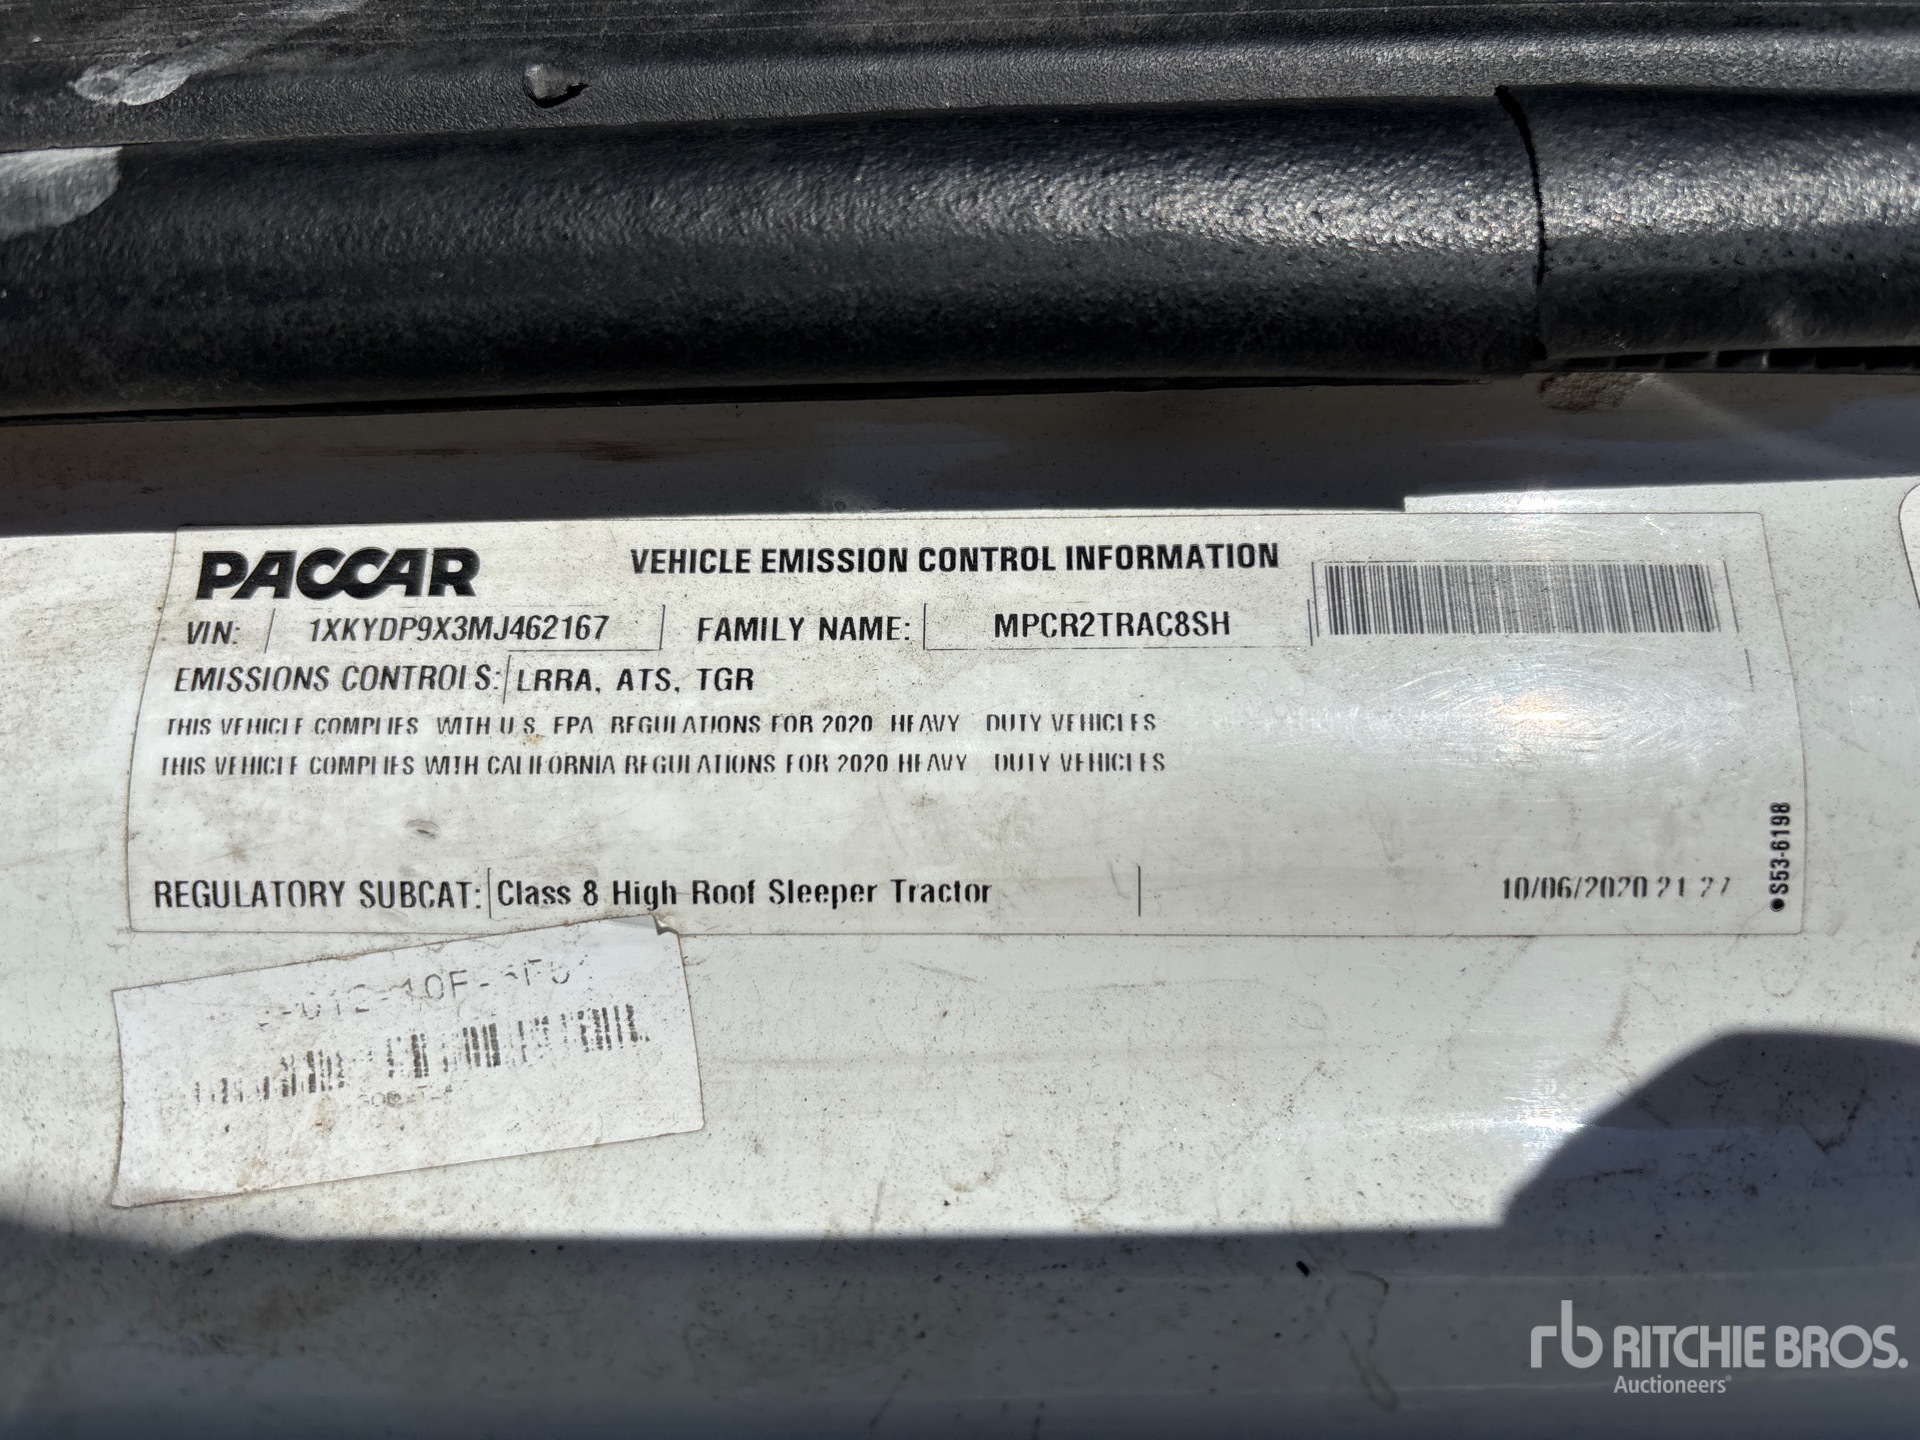 PACCAR VEHICLE EMISSION CONTROL INFORMATION
VIN: 1XKYDP9X3MJ462167 FAMILY NAME: MPCR2TRAC8SH
EMISSIONS CONTROLS: LRRA, ATS, TGR
THIS VEHICLE COMPLIES WITH U.S. EPA REGULATIONS FOR 2020 HEAVY DUTY VEHICLES
THIS VEHICLE COMPLIES WITH CALIFORNIA REGULATIONS FOR 2020 HEAVY DUTY VEHICLES
REGULATORY SUBCAT: Class 8 High Roof Sleeper Tractor 10/06/2020 21 27
●S53-6198
rb RITCHIE BROS.
Auctioneers